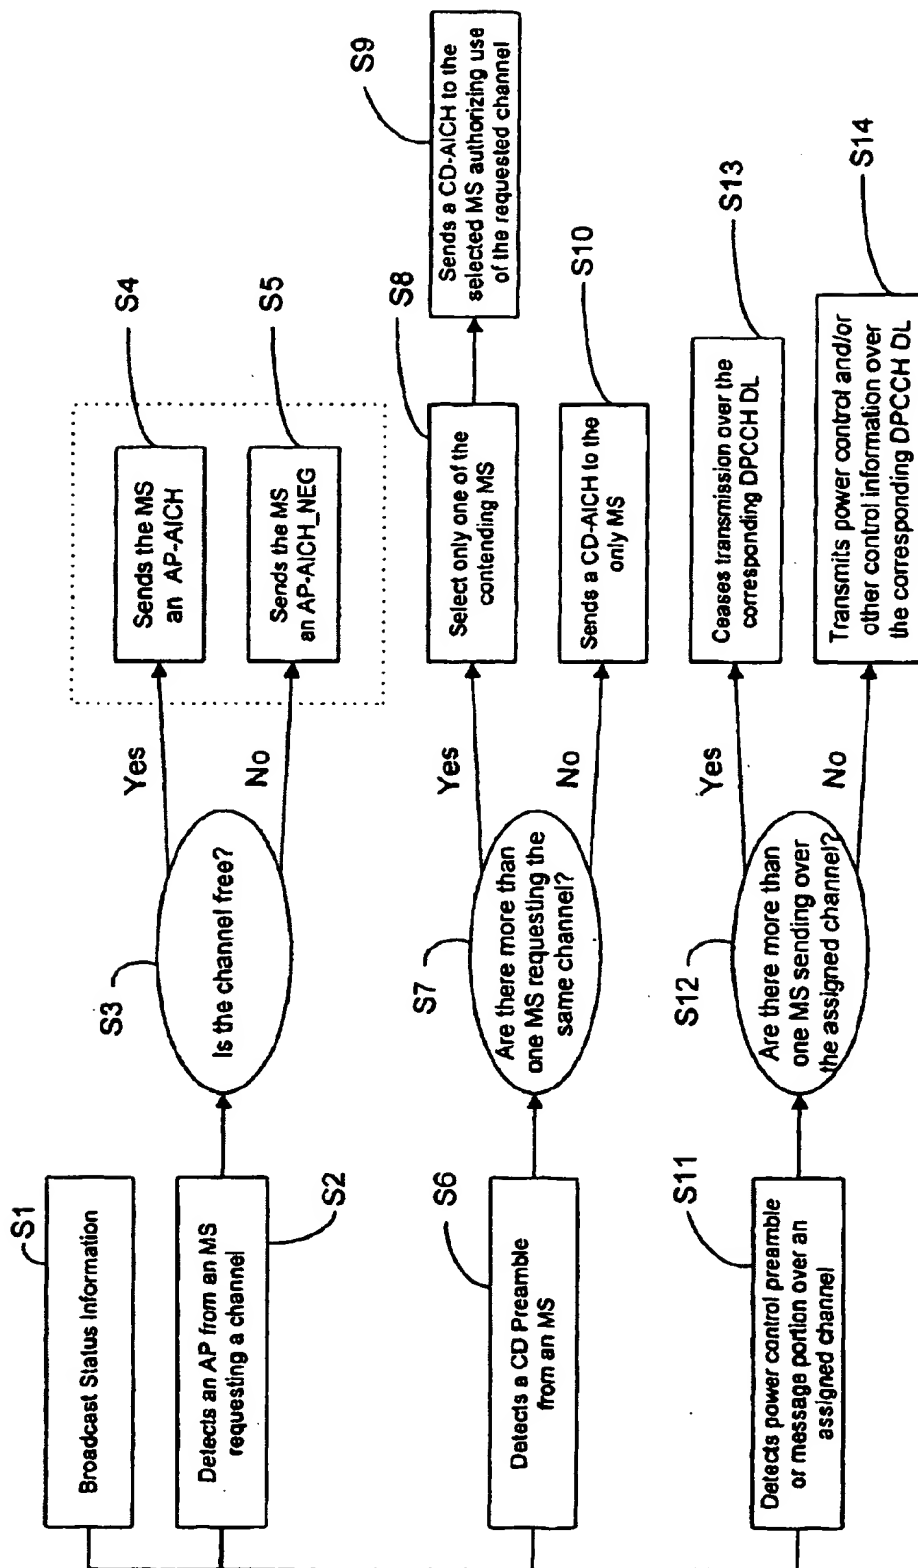 S1
Broadcast Status Information
Detects an AP from an MS
requesting a channel
S2
S3
Is the channel free?
Yes
No
Sends the MS
an AP-AICH
S4
Sends the MS
an AP-AICH_NEG
S5
S6
Detects a CD Preamble
from an MS
S7
Are there more than
one MS requesting the
same channel?
Yes
No
Select only one of the
contending MS
S8
Sends a CD-AICH to the
selected MS authorizing use
of the requested channel
S9
Sends a CD-AICH to the
only MS
S10
S11
Detects power control preamble
or message portion over an
assigned channel
S12
Are there more than
one MS sending over
the assigned channel?
Yes
No
Ceases transmission over the
corresponding DPCCH DL
S13
Transmits power control and/or
other control information over
the corresponding DPCCH DL
S14